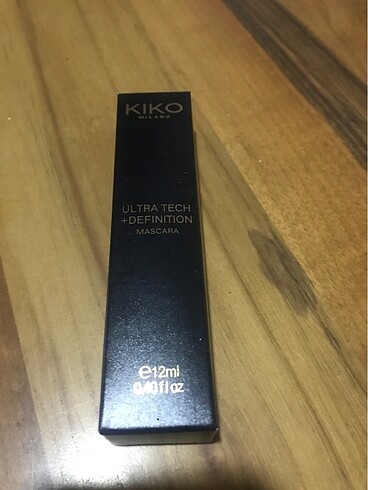 KIKO
MILANO
ULTRA TECH
+DEFINITION
MASCARA
℮12ml
0,40 fl oz